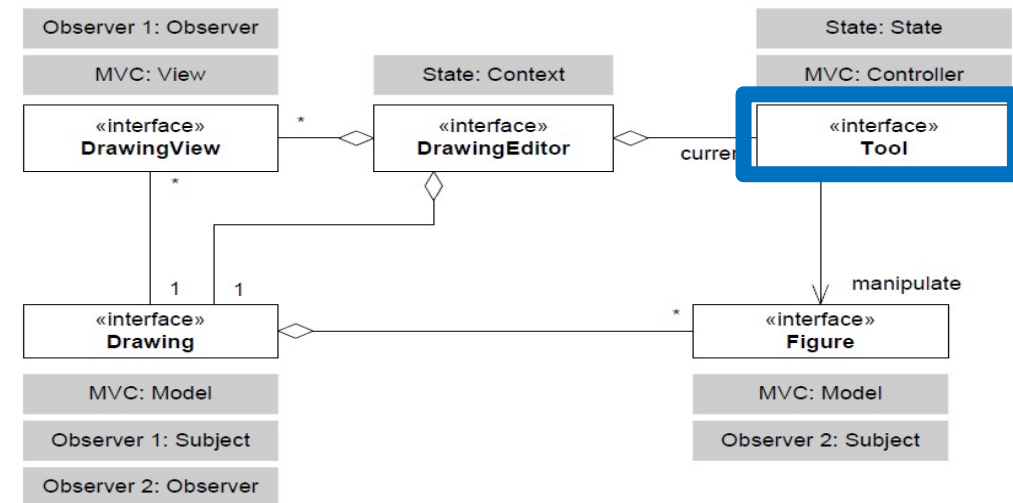 Observer 1: Observer
State: State
MVC: View
State: Context
MVC: Controller
«interface»
DrawingView
*
«interface»
DrawingEditor
curren
«interface»
Tool
*
1
1
manipulate
«interface»
Drawing
*
«interface»
Figure
MVC: Model
MVC: Model
Observer 1: Subject
Observer 2: Subject
Observer 2: Observer